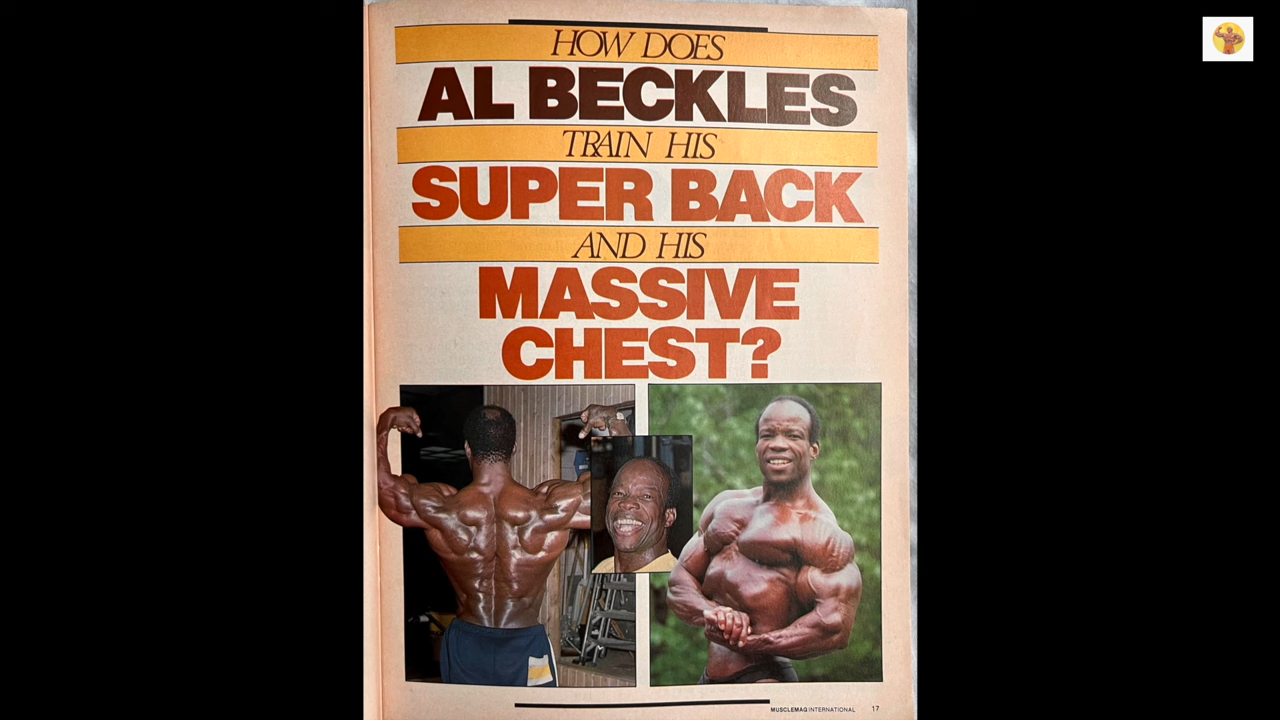 HOW DOES
AL BECKLES
TRAIN HIS
SUPER BACK
AND HIS
MASSIVE
CHEST?
MUSCLEMAG INTERNATIONAL 17